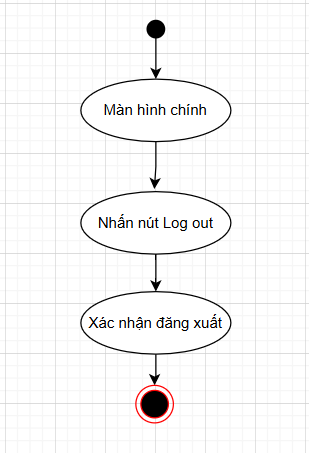 Màn hình chính
Nhấn nút Log out
Xác nhận đăng xuất